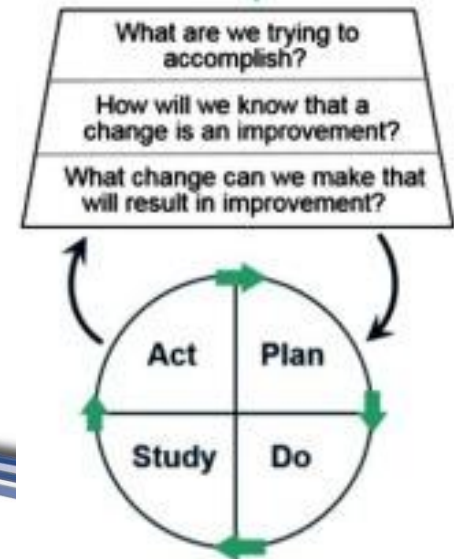 What are we trying to
accomplish?
How will we know that a
change is an improvement?
What change can we make that
will result in improvement?
Act
Plan
Study
Do